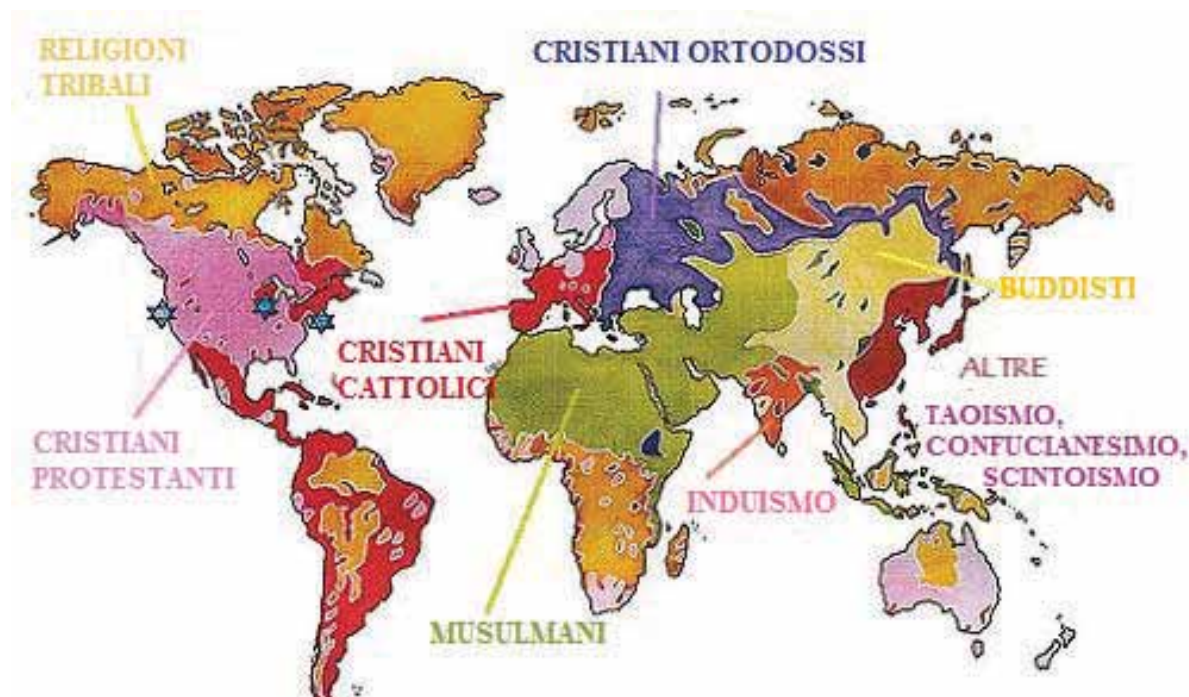 RELIGIONI
TRIBALI
CRISTIANI ORTODOSSI
BUDDISTI
CRISTIANI
CATTOLICI
ALTRE
TAOISMO,
CONFUCIANESIMO,
SCINTOISMO
CRISTIANI
PROTESTANTI
INDUISMO
MUSULMANI